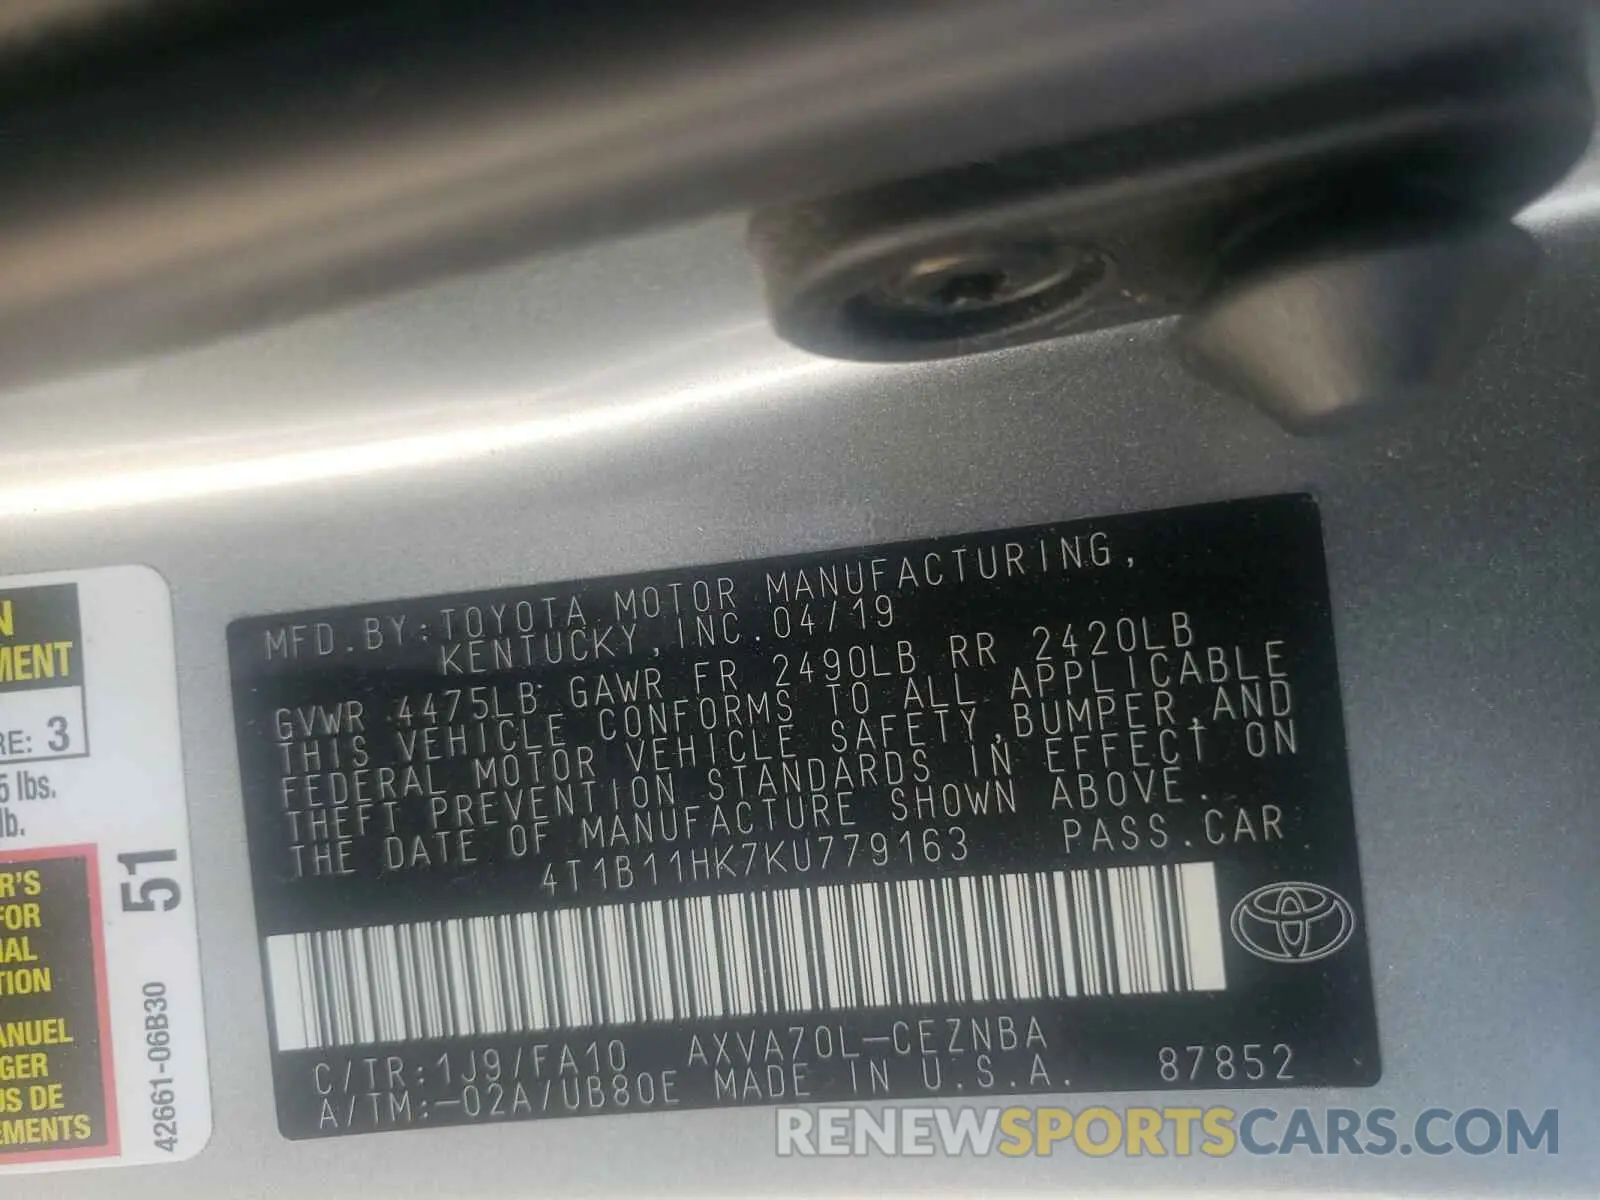 MFD.BY:TOYOTA MOTOR MANUFACTURING,
KENTUCKY,INC.04/19
GVWR 4475LB GAWR FR 2490LB RR 2420LB
THIS VEHICLE CONFORMS TO ALL APPLICABLE
FEDERAL MOTOR VEHICLE SAFETY,BUMPER,AND
THEFT PREVENTION STANDARDS IN EFFECT ON
THE DATE OF MANUFACTURE SHOWN ABOVE.
4T1B11HK7KU779163 PASS.CAR
C/TR:1J9/FA10 AXVA70L-CEZNBA
A/TM:-02A/UB80E MADE IN U.S.A. 87852
N
MENT
RE: 3
5 lbs.
lb.
R'S
FOR
IAL
TION
ANUEL
GER
US DE
EMENTS
51
42661-06B30
RENEWSPORTSCARS.COM